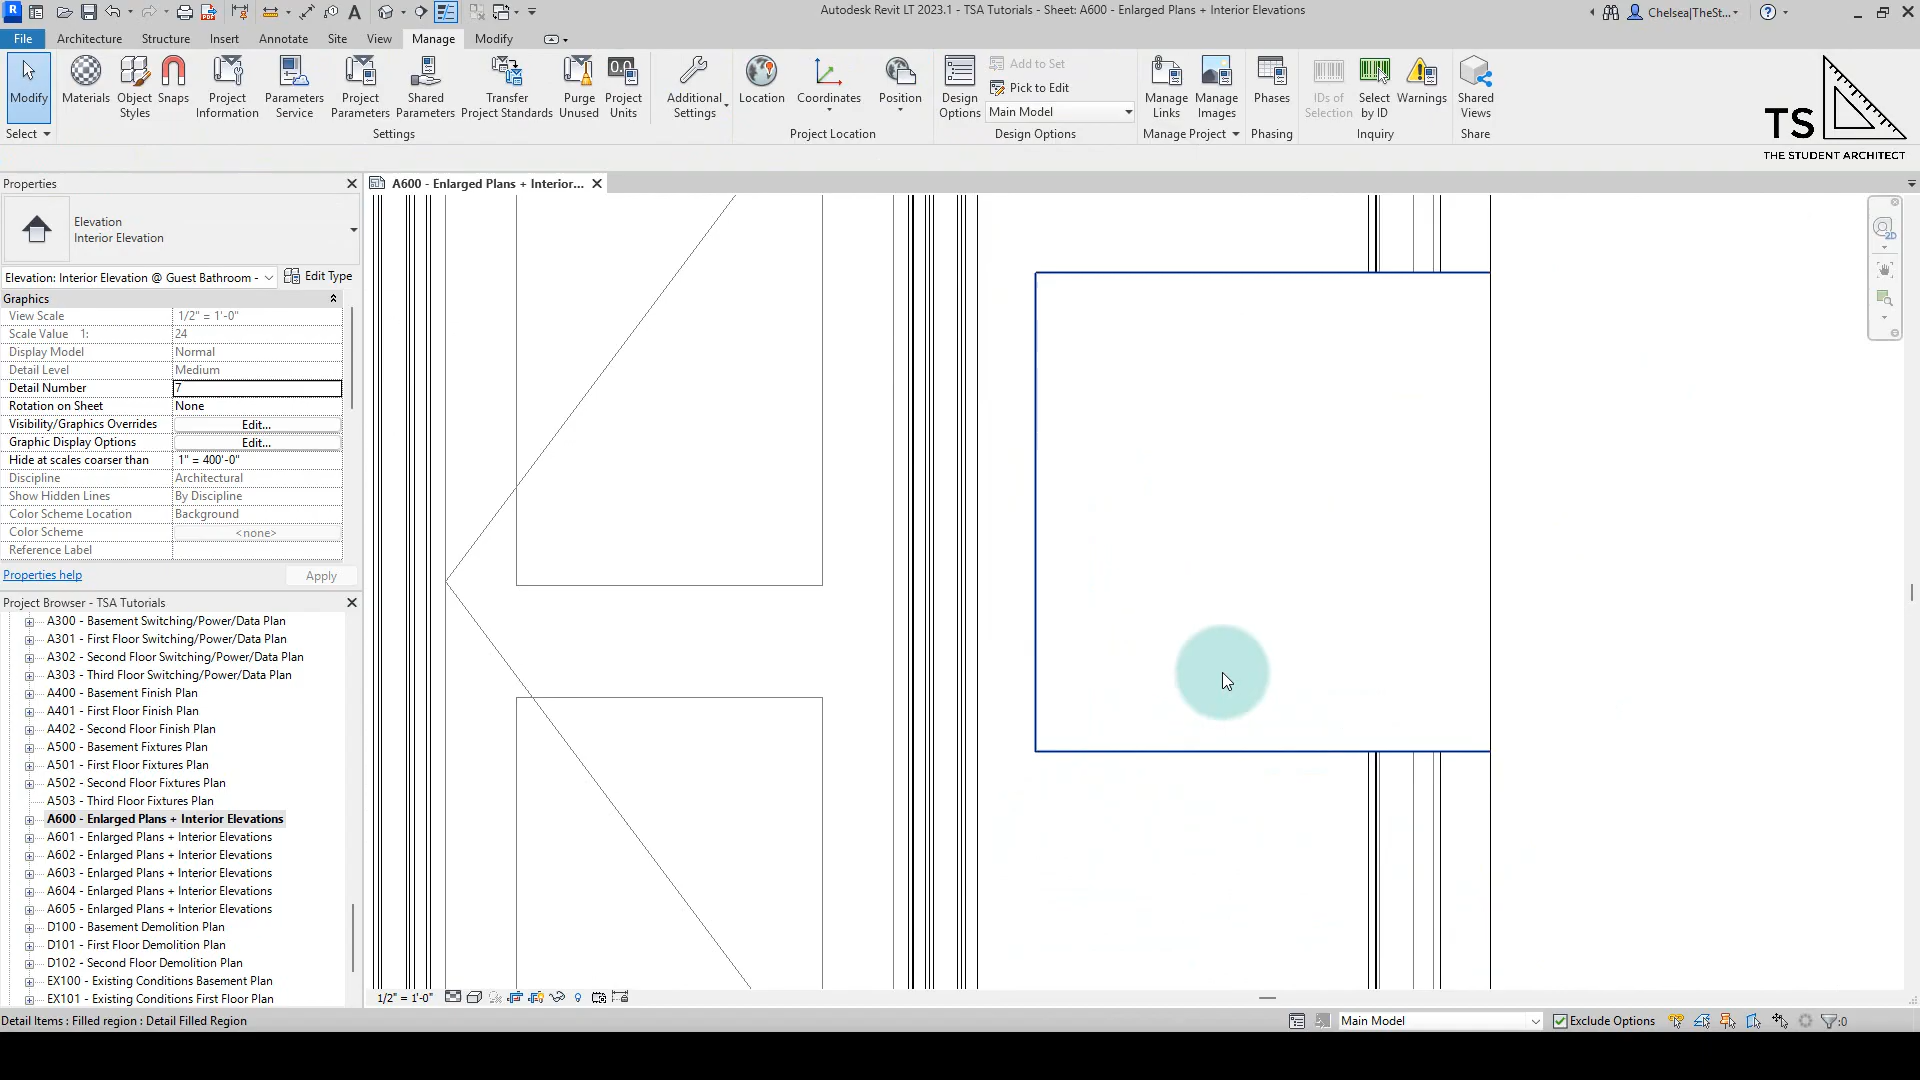 Autodesk Revit LT 2023.1 - TSA Tutorials - Sheet: A600 - Enlarged Plans + Interior Elevations
Chelsea|TheSt...
File Architecture Structure Insert Annotate Site View Manage Modify
Modify
Materials
Object Styles
Snaps
Project Information
Parameters Service
Project Parameters
Shared Parameters
Transfer Project Standards
Purge Unused
Project Units
Additional Settings
Location
Coordinates
Position
Design Options
Add to Set
Pick to Edit
Main Model
Manage Links
Manage Images
Phases
IDs of Selection
Select by ID
Warnings
Shared Views
Select
Settings
Project Location
Design Options
Manage Project
Phasing
Inquiry
Share
TS
THE STUDENT ARCHITECT
Properties
A600 - Enlarged Plans + Interior...
Elevation
Interior Elevation
Elevation: Interior Elevation @ Guest Bathroom - Edit Type
Graphics
View Scale 1/2" = 1'-0"
Scale Value 1: 24
Display Model Normal
Detail Level Medium
Detail Number 7
Rotation on Sheet None
Visibility/Graphics Overrides Edit...
Graphic Display Options Edit...
Hide at scales coarser than 1" = 400'-0"
Discipline Architectural
Show Hidden Lines By Discipline
Color Scheme Location Background
Color Scheme <none>
Reference Label
Properties help Apply
Project Browser - TSA Tutorials
A300 - Basement Switching/Power/Data Plan
A301 - First Floor Switching/Power/Data Plan
A302 - Second Floor Switching/Power/Data Plan
A303 - Third Floor Switching/Power/Data Plan
A400 - Basement Finish Plan
A401 - First Floor Finish Plan
A402 - Second Floor Finish Plan
A500 - Basement Fixtures Plan
A501 - First Floor Fixtures Plan
A502 - Second Floor Fixtures Plan
A503 - Third Floor Fixtures Plan
A600 - Enlarged Plans + Interior Elevations
A601 - Enlarged Plans + Interior Elevations
A602 - Enlarged Plans + Interior Elevations
A603 - Enlarged Plans + Interior Elevations
A604 - Enlarged Plans + Interior Elevations
A605 - Enlarged Plans + Interior Elevations
D100 - Basement Demolition Plan
D101 - First Floor Demolition Plan
D102 - Second Floor Demolition Plan
EX100 - Existing Conditions Basement Plan
EX101 - Existing Conditions First Floor Plan
1/2" = 1'-0"
Detail Items : Filled region : Detail Filled Region
Main Model
Exclude Options
:0